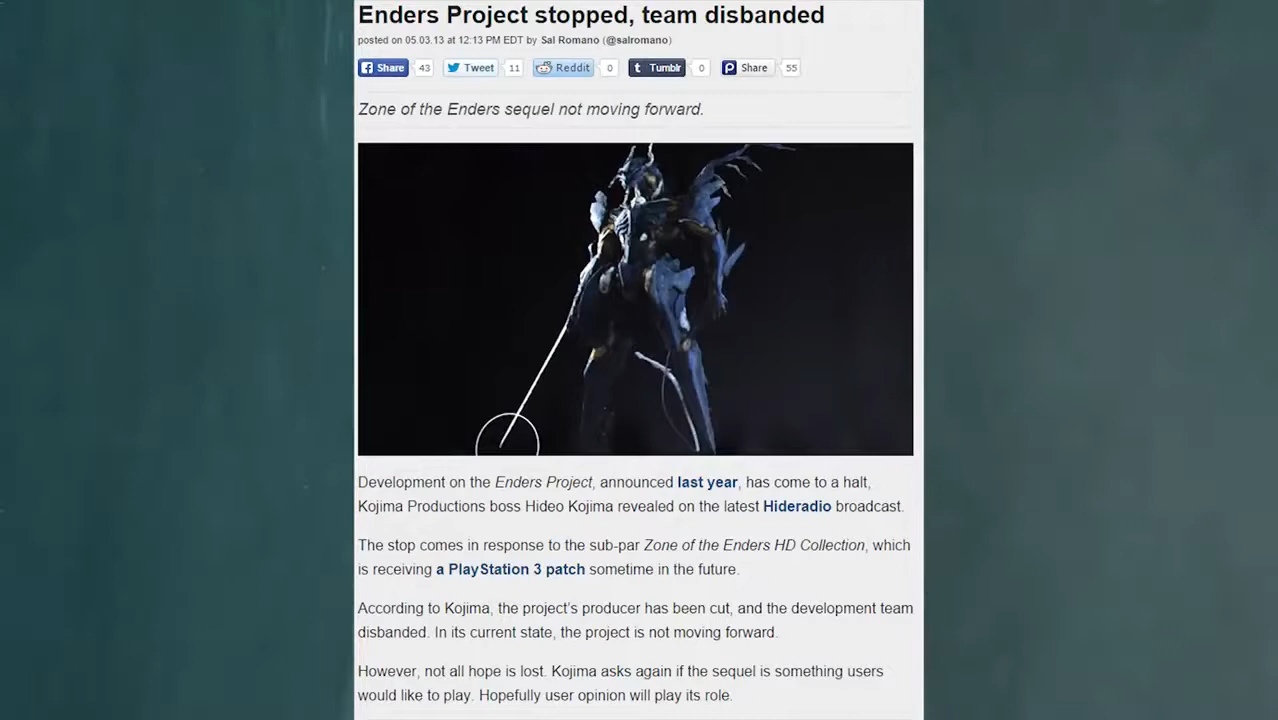 Enders Project stopped, team disbanded
posted on 05.03.13 at 12:13 PM EDT by Sal Romano (@salromano)
Share 43 Tweet 11 Reddit 0 Tumblr 0 Share 55
Zone of the Enders sequel not moving forward.
Development on the Enders Project, announced last year, has come to a halt,
Kojima Productions boss Hideo Kojima revealed on the latest Hideradio broadcast.
The stop comes in response to the sub-par Zone of the Enders HD Collection, which
is receiving a PlayStation 3 patch sometime in the future.
According to Kojima, the project's producer has been cut, and the development team
disbanded. In its current state, the project is not moving forward.
However, not all hope is lost. Kojima asks again if the sequel is something users
would like to play. Hopefully user opinion will play its role.